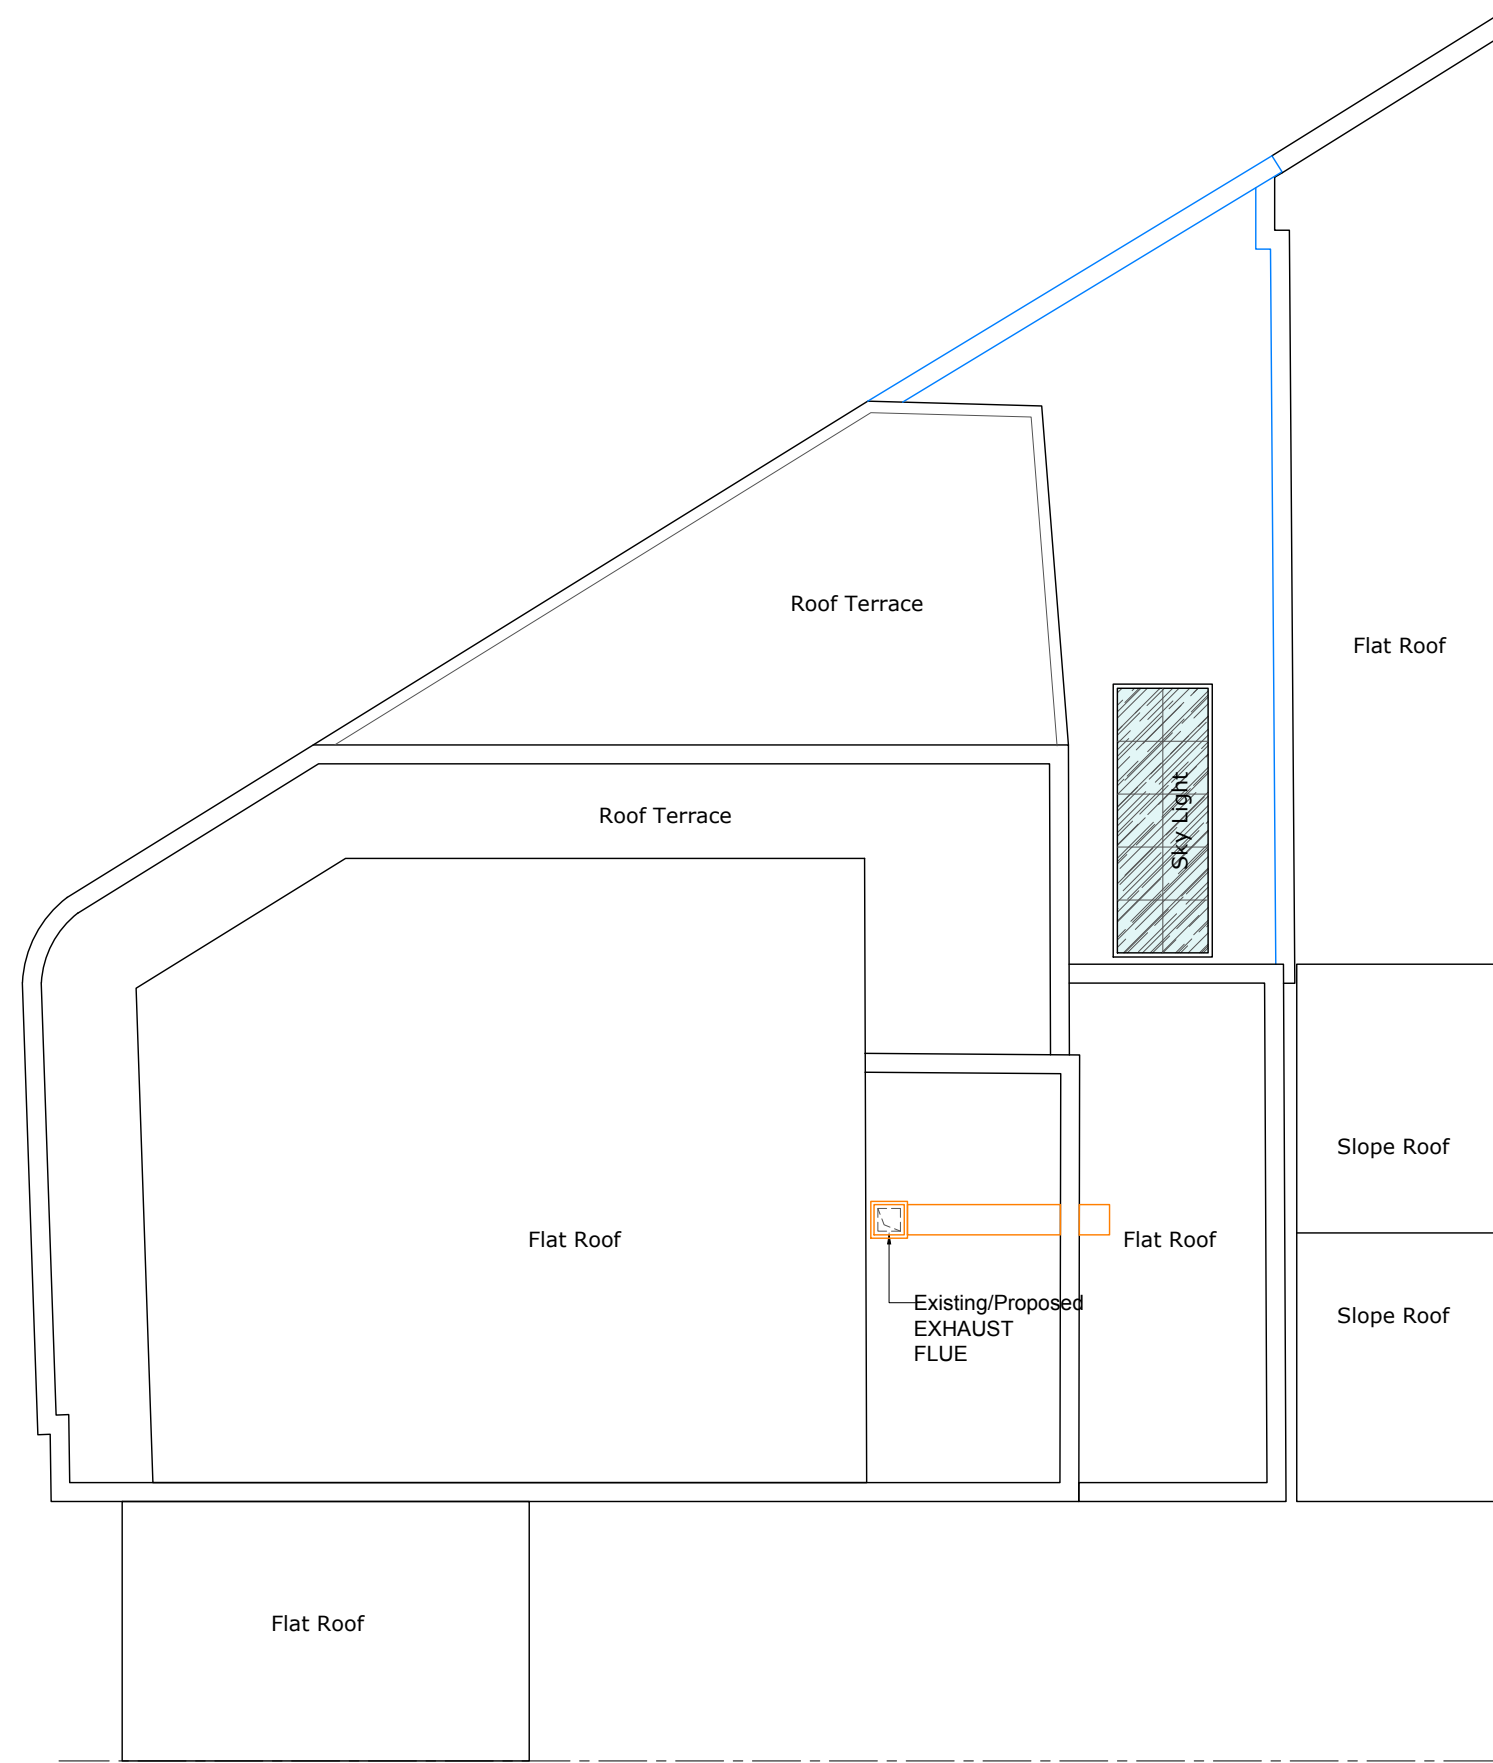 Roof Terrace
Flat Roof
Sky Light
Roof Terrace
Slope Roof
Flat Roof
Flat Roof
Existing/Proposed
EXHAUST
FLUE
Slope Roof
Flat Roof